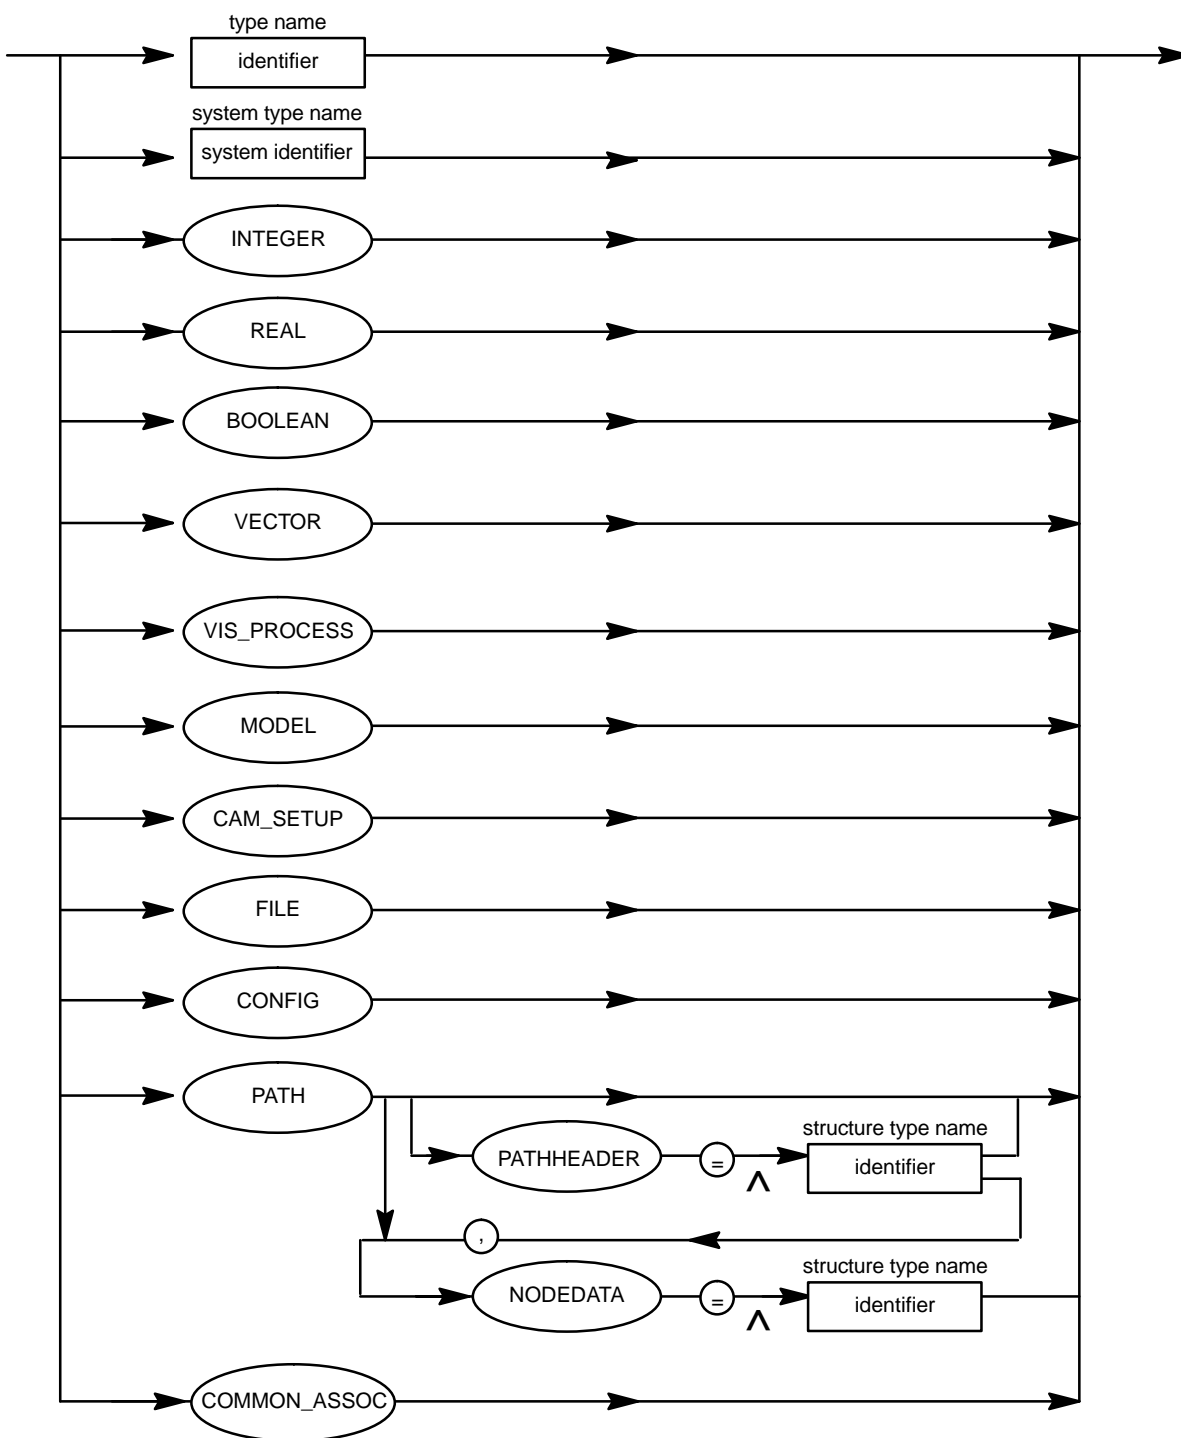 type name
identifier
system type name
system identifier
INTEGER
REAL
BOOLEAN
VECTOR
VIS_PROCESS
MODEL
CAM_SETUP
FILE
CONFIG
PATH
structure type name
PATHHEADER = ^ identifier
,
structure type name
NODEDATA = ^ identifier
COMMON_ASSOC